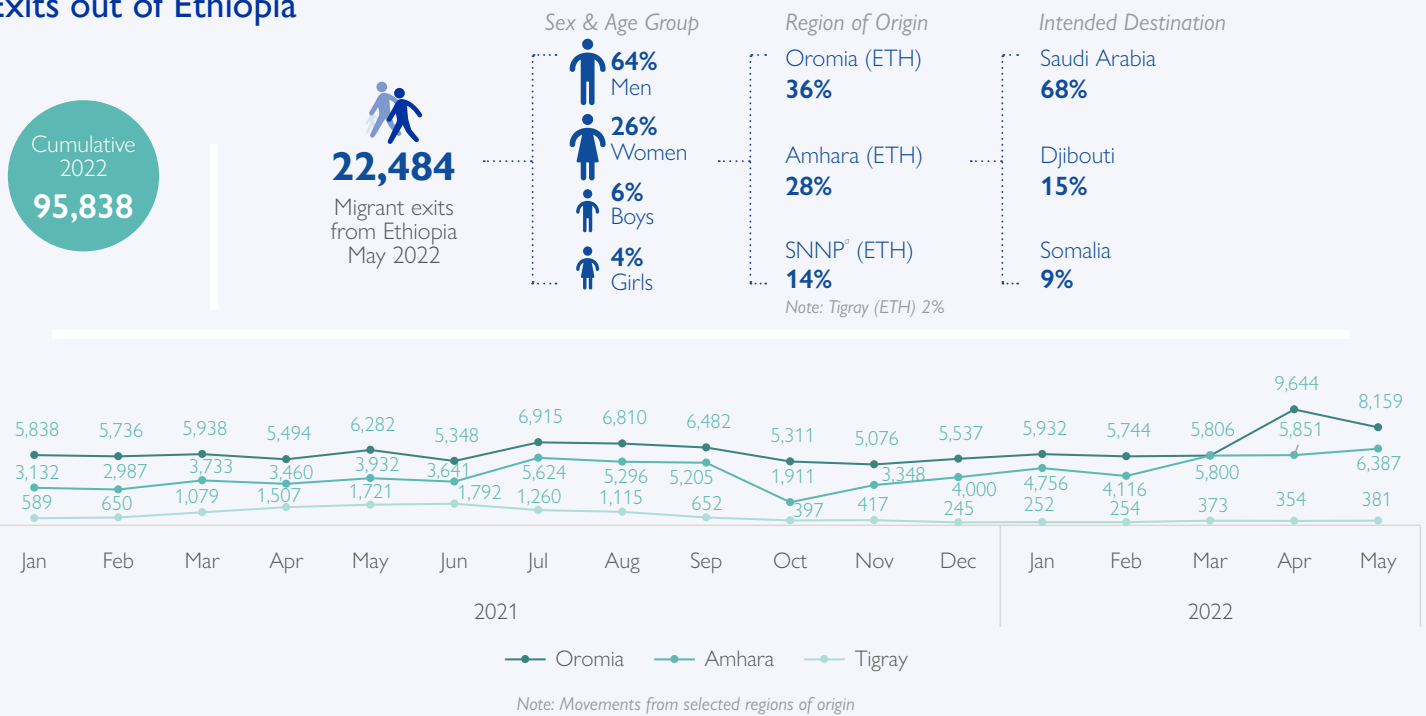 Exits out of Ethiopia
Cumulative
2022
95,838
22,484
Migrant exits
from Ethiopia
May 2022
Sex & Age Group
64%
Men
26%
Women
6%
Boys
4%
Girls
Region of Origin
Oromia (ETH)
36%
Amhara (ETH)
28%
SNNPᵃ (ETH)
14%
Note: Tigray (ETH) 2%
Intended Destination
Saudi Arabia
68%
Djibouti
15%
Somalia
9%
5,838 5,736 5,938 5,494 6,282 5,348 6,915 6,810 6,482 5,311 5,076 5,537 5,932 5,744 5,806 9,644 8,159
3,132 2,987 3,733 3,460 3,932 3,641 5,624 5,296 5,205 1,911 3,348 4,000 4,756 4,116 5,800 5,851 6,387
589 650 1,079 1,507 1,721 1,792 1,260 1,115 652 397 417 245 252 254 373 354 381
Jan Feb Mar Apr May Jun Jul Aug Sep Oct Nov Dec Jan Feb Mar Apr May
2021 2022
Oromia Amhara Tigray
Note: Movements from selected regions of origin